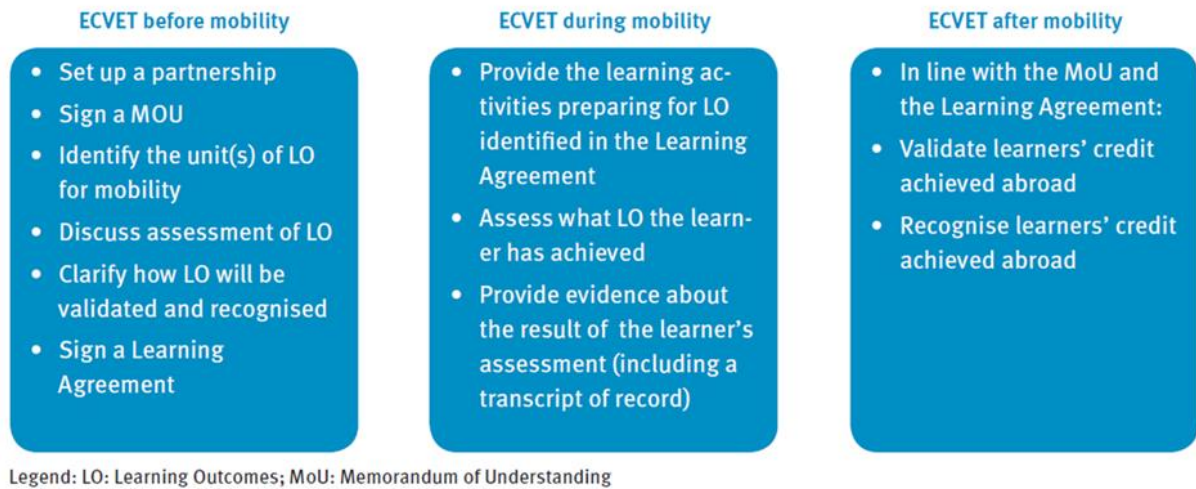 ECVET before mobility
• Set up a partnership
• Sign a MOU
• Identify the unit(s) of LO
for mobility
• Discuss assessment of LO
• Clarify how LO will be
validated and recognised
• Sign a Learning
Agreement
ECVET during mobility
• Provide the learning ac-
tivities preparing for LO
identified in the Learning
Agreement
• Assess what LO the learn-
er has achieved
• Provide evidence about
the result of the learner's
assessment (including a
transcript of record)
ECVET after mobility
• In line with the MoU and
the Learning Agreement:
• Validate learners' credit
achieved abroad
• Recognise learners' credit
achieved abroad
Legend: LO: Learning Outcomes; MoU: Memorandum of Understanding